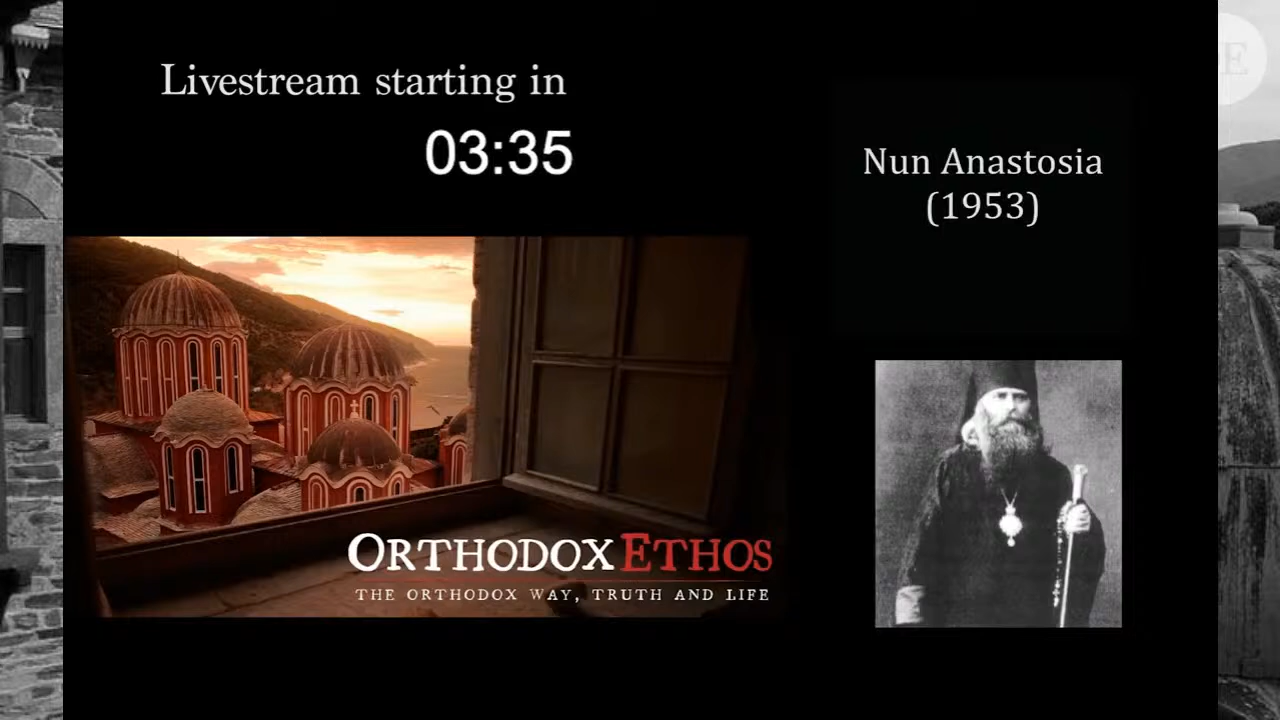 Livestream starting in
03:35
Nun Anastosia
(1953)
ORTHODOX ETHOS
THE ORTHODOX WAY, TRUTH AND LIFE